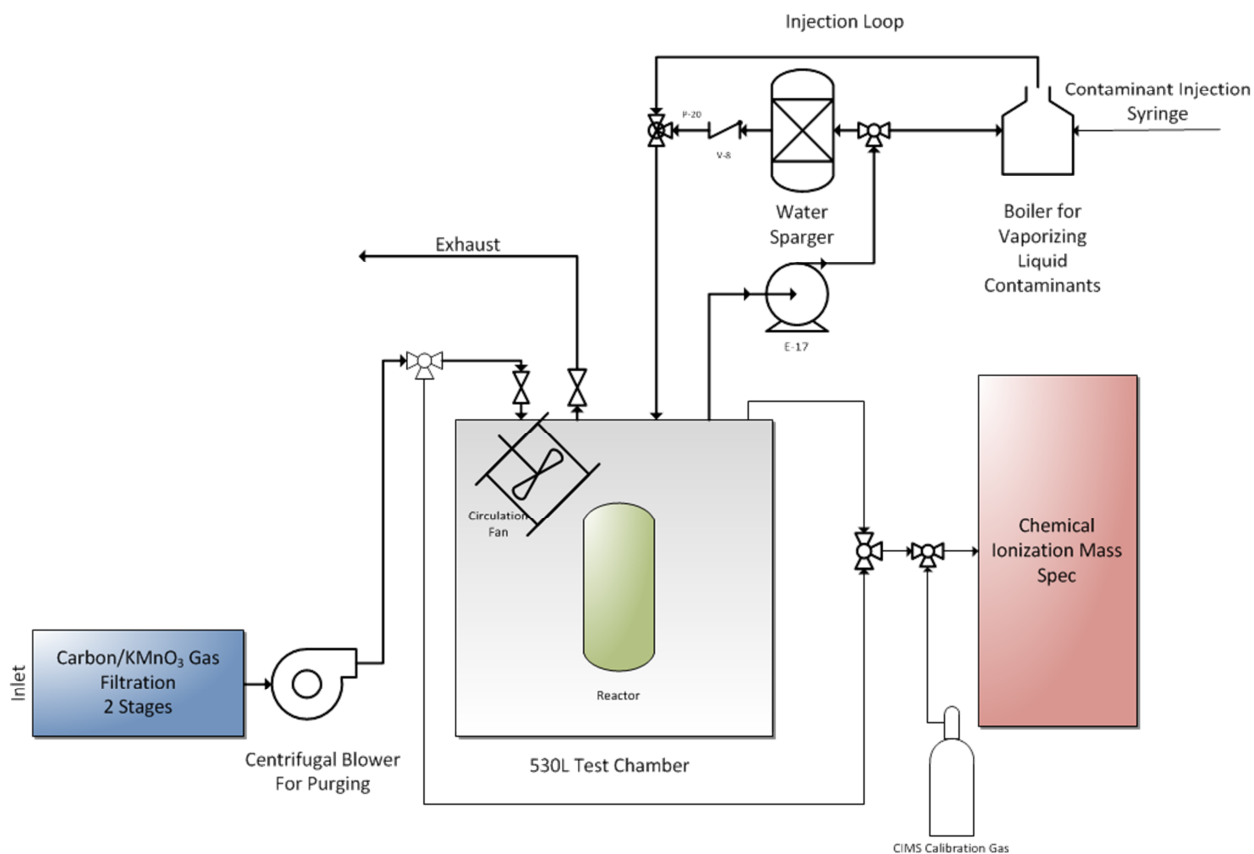 Injection Loop
Contaminant Injection
Syringe
P-20
V-8
Water
Sparger
Boiler for
Vaporizing
Liquid
Contaminants
Exhaust
E-17
Circulation
Fan
Reactor
Chemical
Ionization Mass
Spec
Inlet
Carbon/KMnO₃ Gas
Filtration
2 Stages
Centrifugal Blower
For Purging
530L Test Chamber
CIMS Calibration Gas